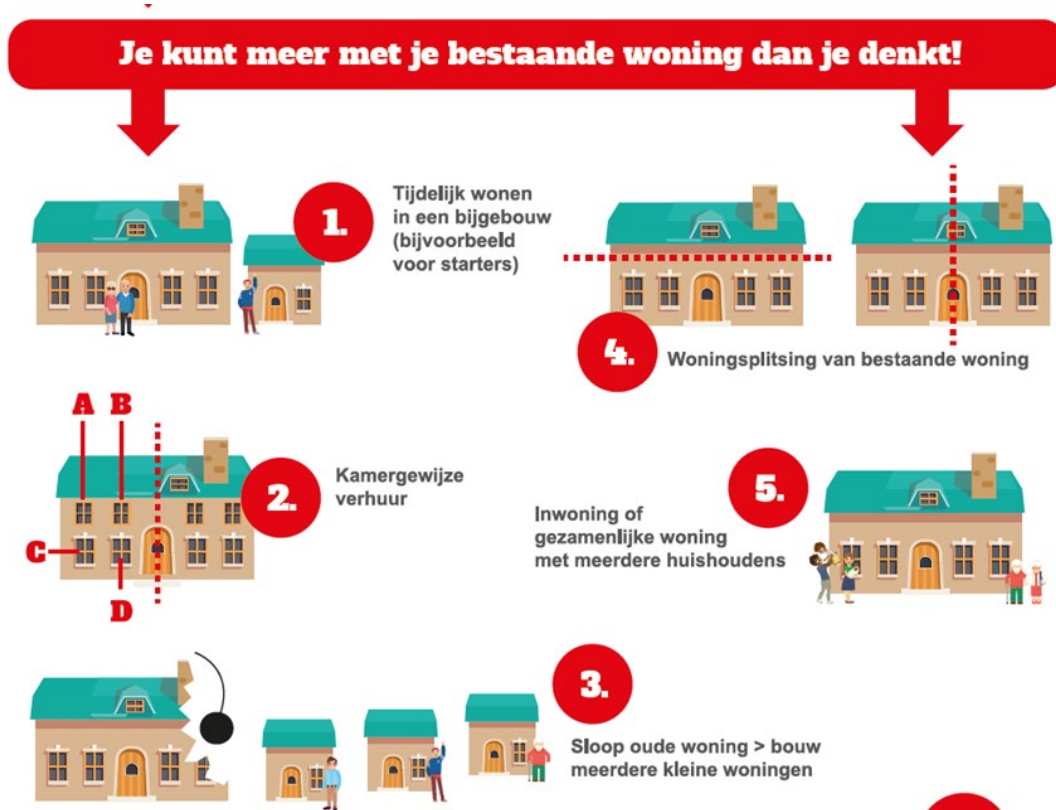 Je kunt meer met je bestaande woning dan je denkt!
1.
Tijdelijk wonen
in een bijgebouw
(bijvoorbeeld
voor starters)
4.
Woningsplitsing van bestaande woning
A B
C
D
2.
Kamergewijze
verhuur
5.
Inwoning of
gezamenlijke woning
met meerdere huishoudens
3.
Sloop oude woning > bouw
meerdere kleine woningen